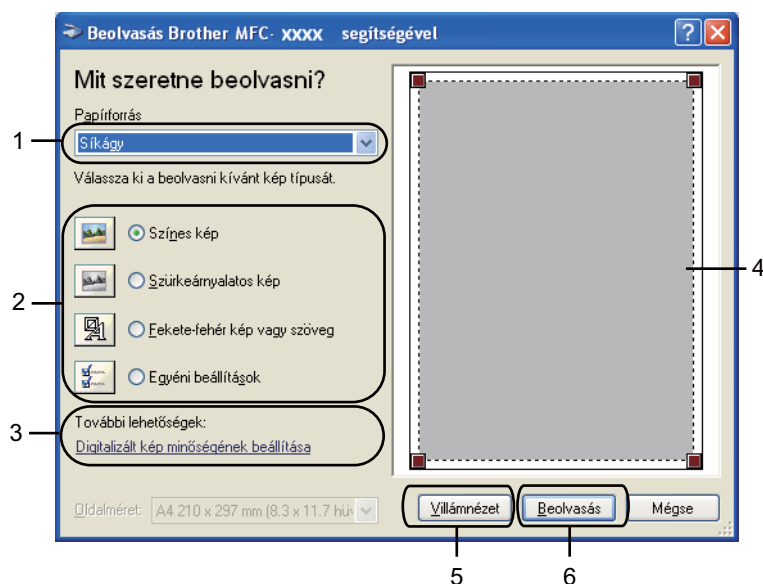 Beolvasás Brother MFC- xxxx segítségével
Mit szeretne beolvasni?
Papírforrás
1
Síkágy
Válassza ki a beolvasni kívánt kép típusát.
Színes kép
4
Szürkeárnyalatos kép
2
Fekete-fehér kép vagy szöveg
Egyéni beállítások
3
További lehetőségek:
Digitalizált kép minőségének beállítása
Oldalméret: A4 210 x 297 mm (8.3 x 11.7 hüv
Villámnézet Beolvasás Mégse
5 6